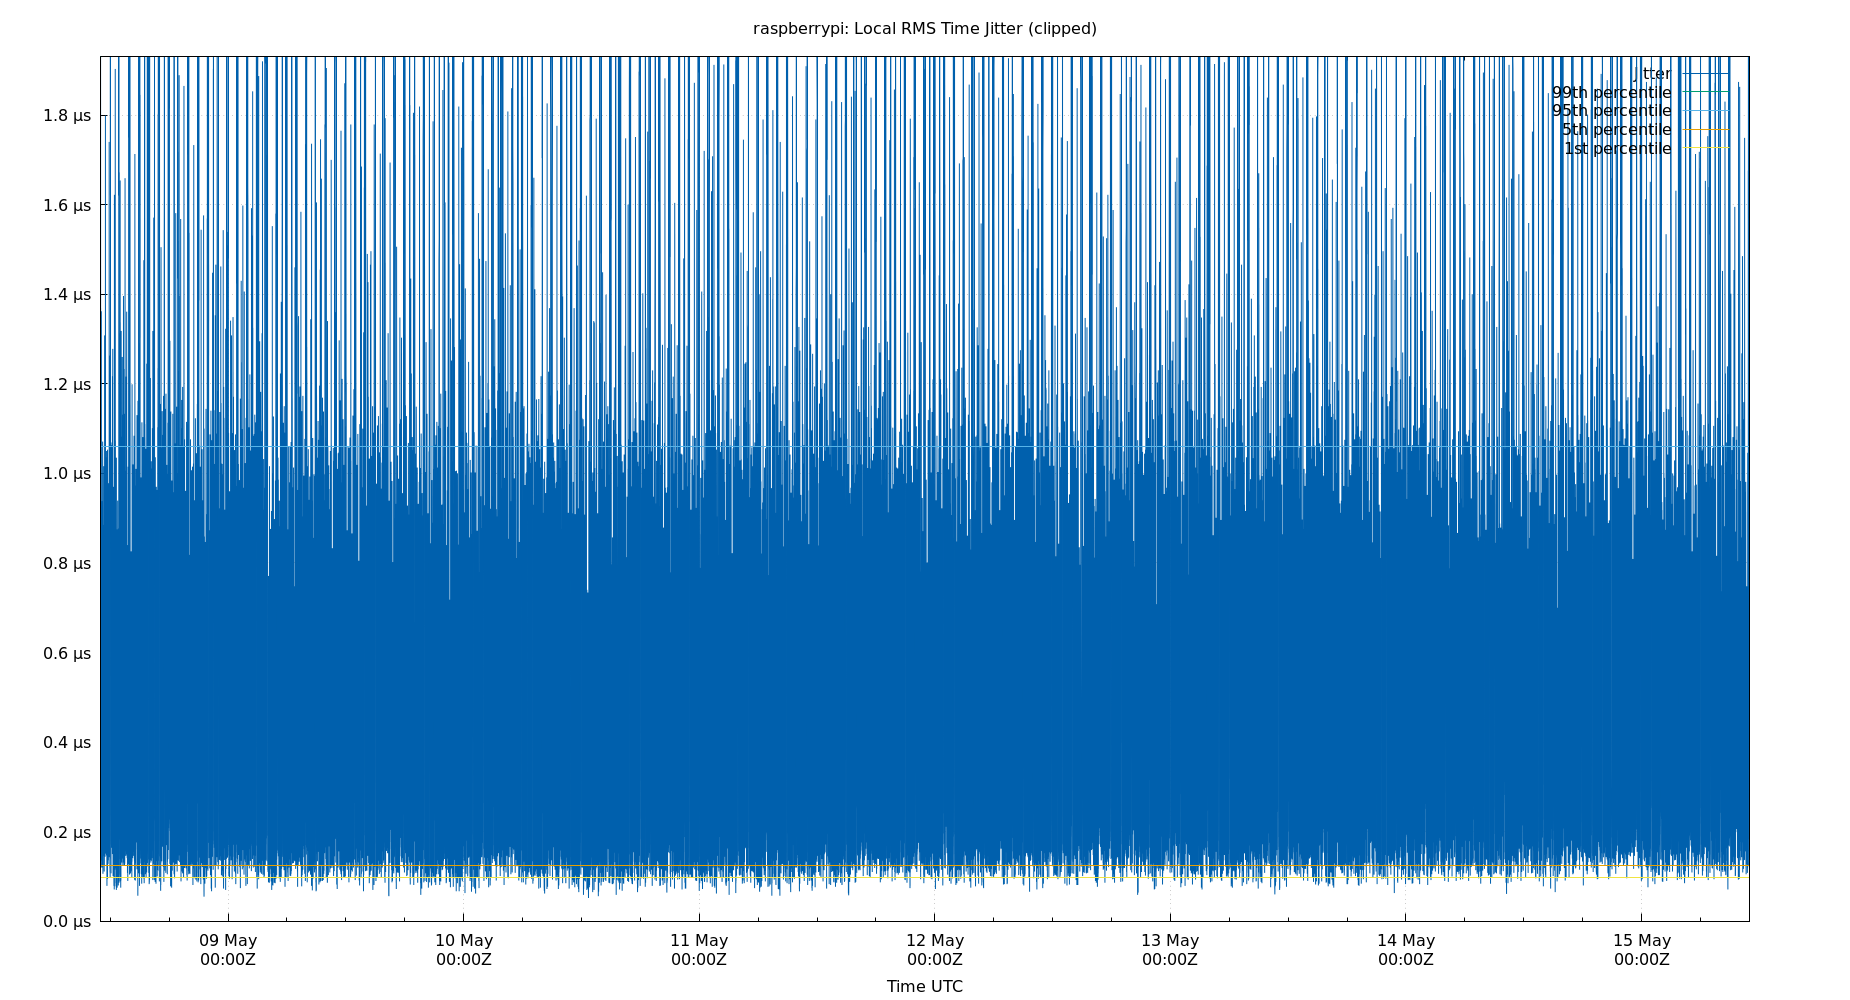 raspberrypi: Local RMS Time Jitter (clipped)
jitter
99th percentile
95th percentile
5th percentile
1st percentile
1.8 µs
1.6 µs
1.4 µs
1.2 µs
1.0 µs
0.8 µs
0.6 µs
0.4 µs
0.2 µs
0.0 µs
09 May 10 May 11 May 12 May 13 May 14 May 15 May
00:00Z 00:00Z 00:00Z 00:00Z 00:00Z 00:00Z 00:00Z
Time UTC